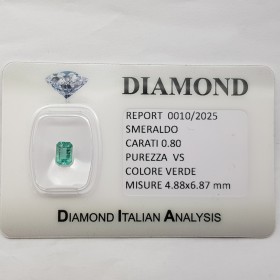 DIAMOND
REPORT 0010/2025
SMERALDO
CARATI 0.80
PUREZZA VS
COLORE VERDE
MISURE 4.88x6.87 mm
DIAMOND ITALIAN ANALYSIS